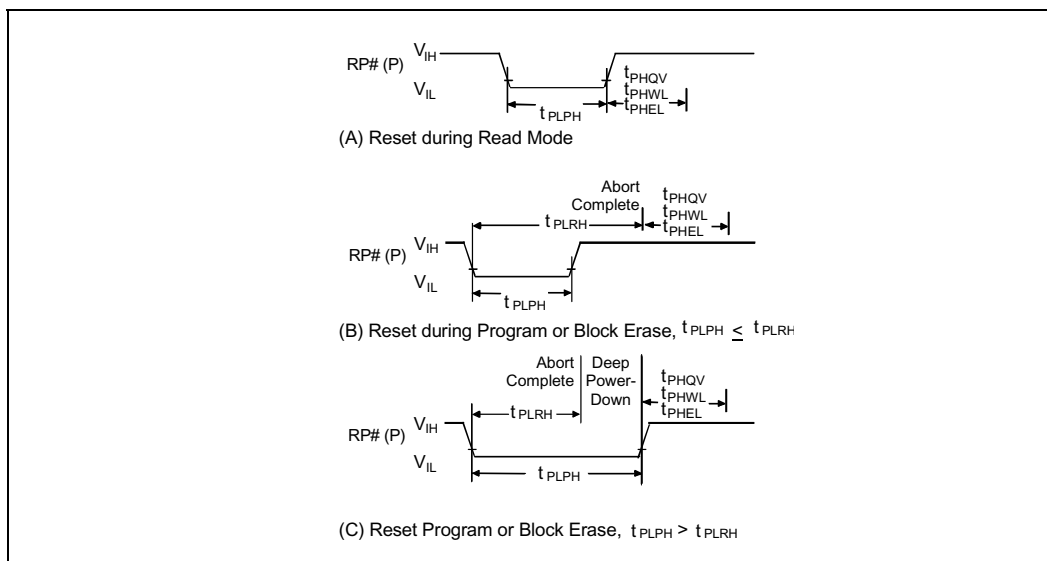 RP# (P) VIH
VIL
tPLPH
tPHQV
tPHWL
tPHEL
(A) Reset during Read Mode
Abort
Complete
tPLRH
tPHQV
tPHWL
tPHEL
RP# (P) VIH
VIL
tPLPH
(B) Reset during Program or Block Erase, tPLPH ≤ tPLRH
Abort
Complete
Deep
Power-
Down
tPLRH
tPHQV
tPHWL
tPHEL
RP# (P) VIH
VIL
tPLPH
(C) Reset Program or Block Erase, tPLPH > tPLRH